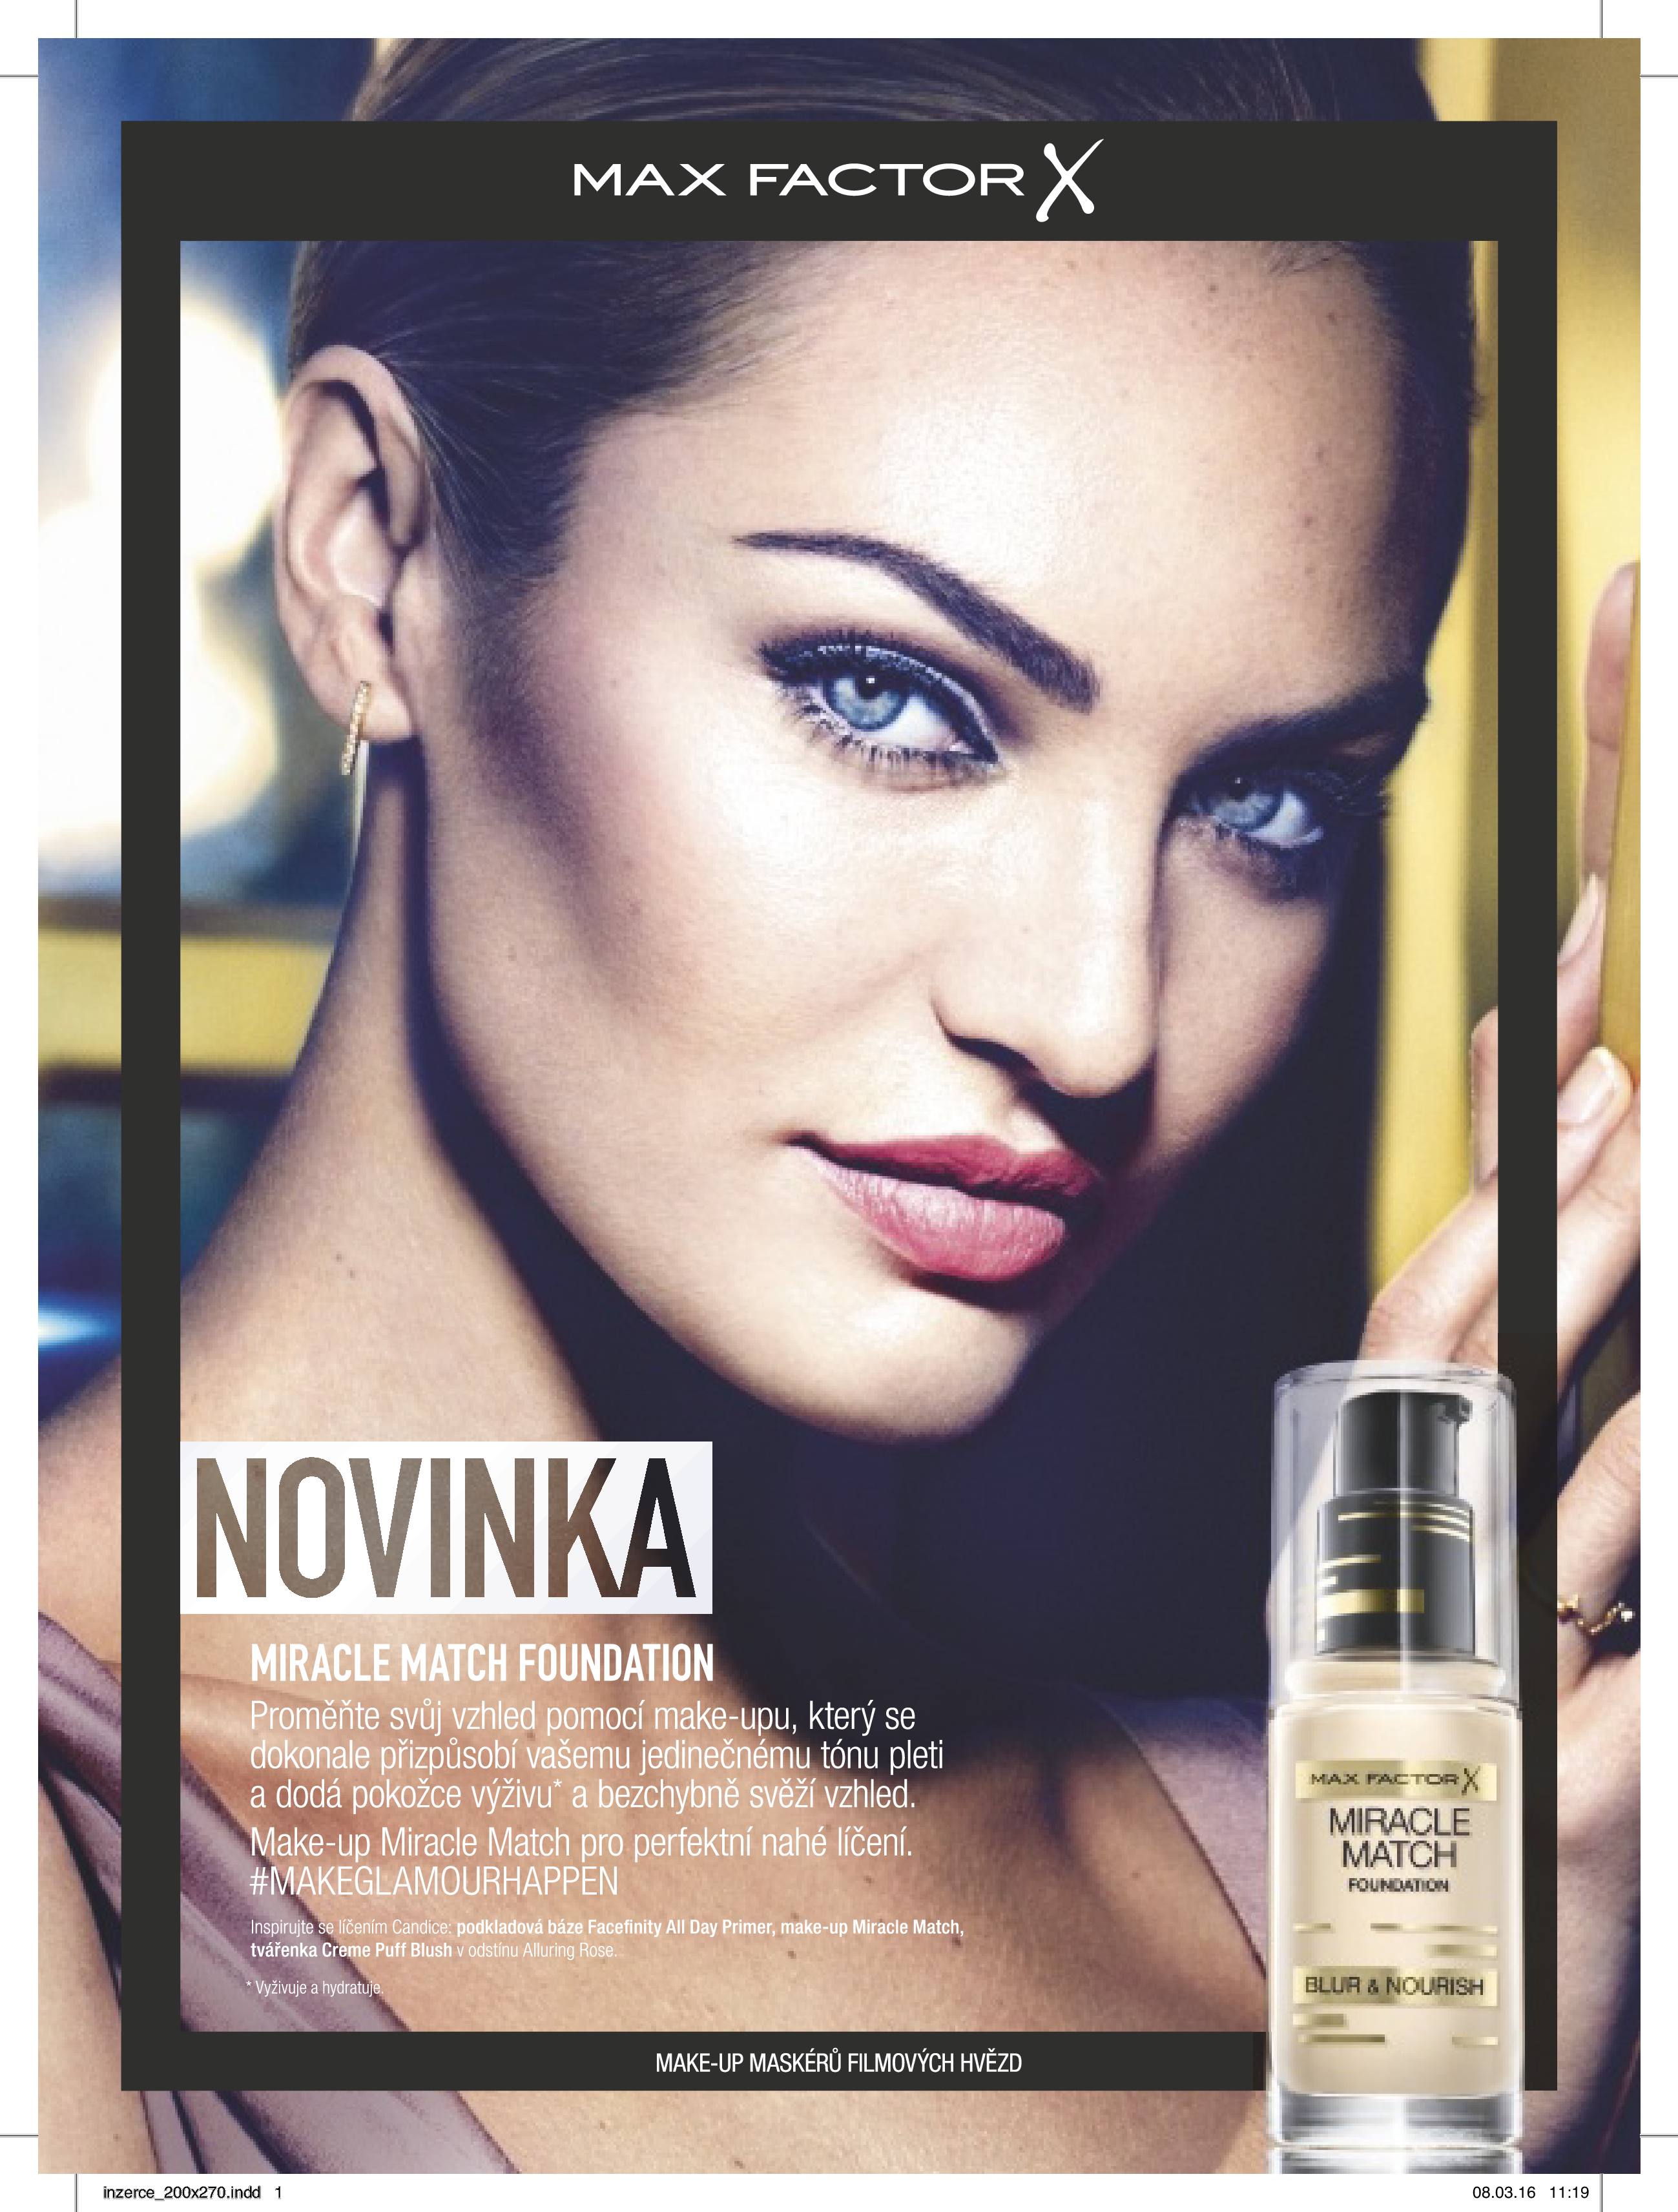 MAX FACTOR X
NOVINKA
MIRACLE MATCH FOUNDATION
Proměňte svůj vzhled pomocí make-upu, který se
dokonale přizpůsobí vašemu jedinečnému tónu pleti
a dodá pokožce výživu* a bezchybně svěží vzhled.
Make-up Miracle Match pro perfektní nahé líčení.
#MAKEGLAMOURHAPPEN
Inspirujte se líčením Candice: podkladová báze Facefinity All Day Primer, make-up Miracle Match,
tvářenka Creme Puff Blush v odstínu Alluring Rose.
* Vyživuje a hydratuje.
MAX FACTOR X
MIRACLE
MATCH
FOUNDATION
BLUR & NOURISH
MAKE-UP MASKÉRŮ FILMOVÝCH HVĚZD
inzerce_200x270.indd 1
08.03.16 11:19